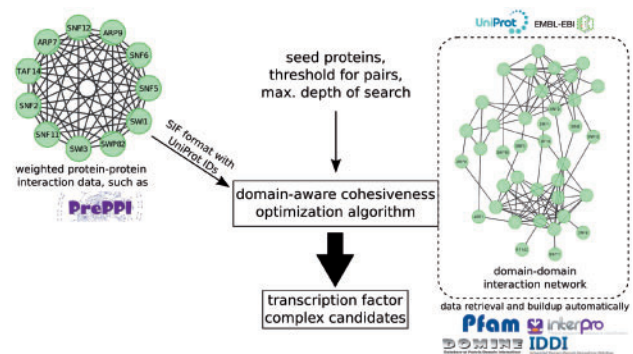 SNF12
ARP9
ARP7
SNF6
TAF14
SNF5
SNF2
SWI1
SNF11
SWP82
SWI3
weighted protein-protein
interaction data, such as
PrePPI
SIF format with
UniProt IDs
seed proteins,
threshold for pairs,
max. depth of search
domain-aware cohesiveness
optimization algorithm
transcription factor
complex candidates
UniProt
EMBL-EBI
domain-domain
interaction network
data retrieval and buildup automatically
Pfam
interpro
DOMINE
IDDI